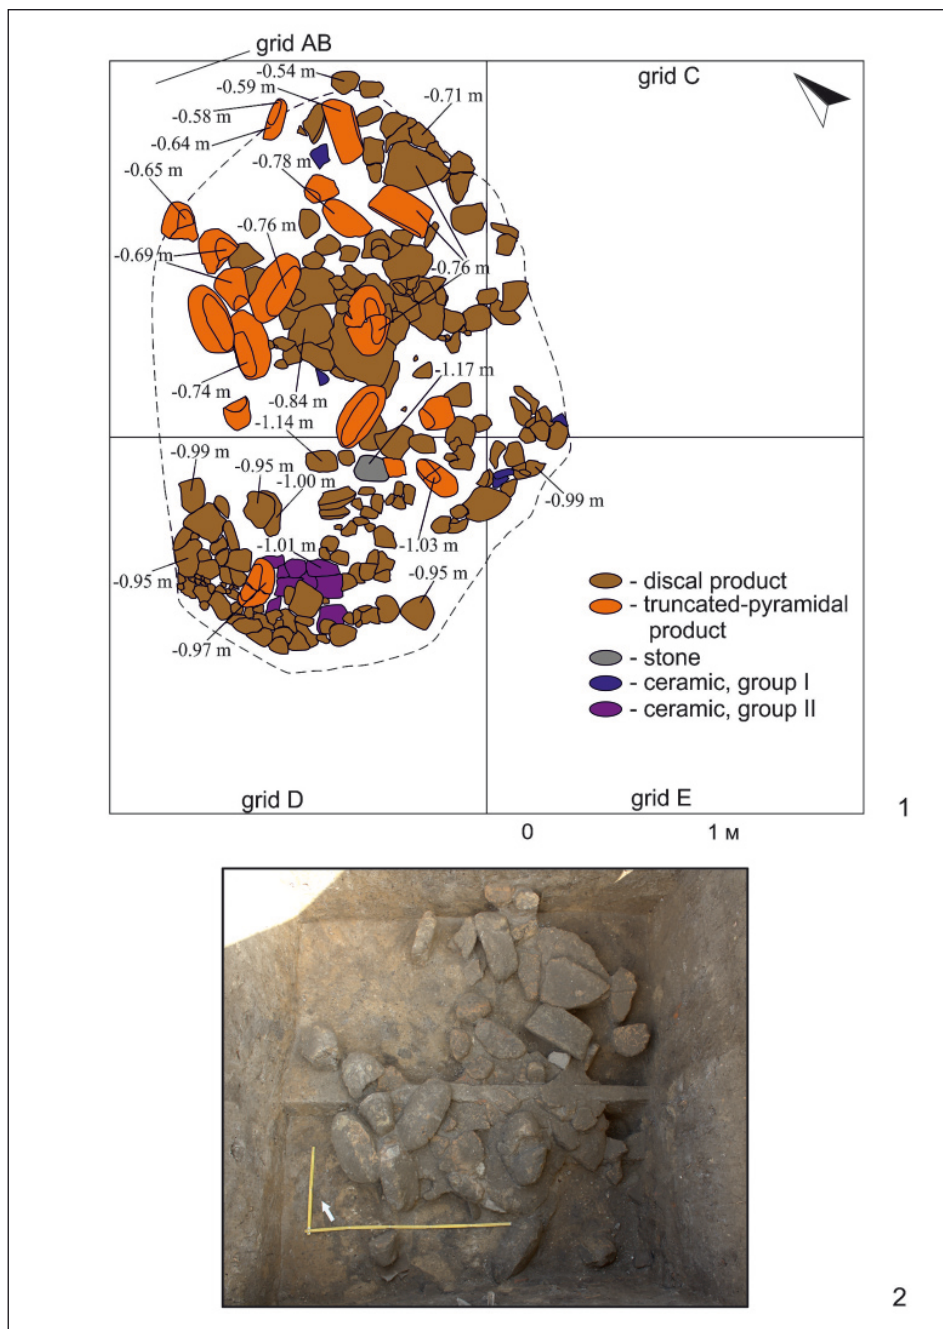 grid AB
grid C
-0.54 m
-0.59 m
-0.71 m
-0.58 m
-0.64 m
-0.78 m
-0.65 m
-0.76 m
-0.69 m
-0.76 m
-0.74 m
-0.84 m
-1.17 m
-1.14 m
-0.99 m
-0.95 m
-1.00 m
-0.99 m
-1.01 m
-1.03 m
-0.95 m
-0.95 m
-0.97 m
- discal product
- truncated-pyramidal
product
- stone
- ceramic, group I
- ceramic, group II
grid D
grid E
1
0 1 м
2